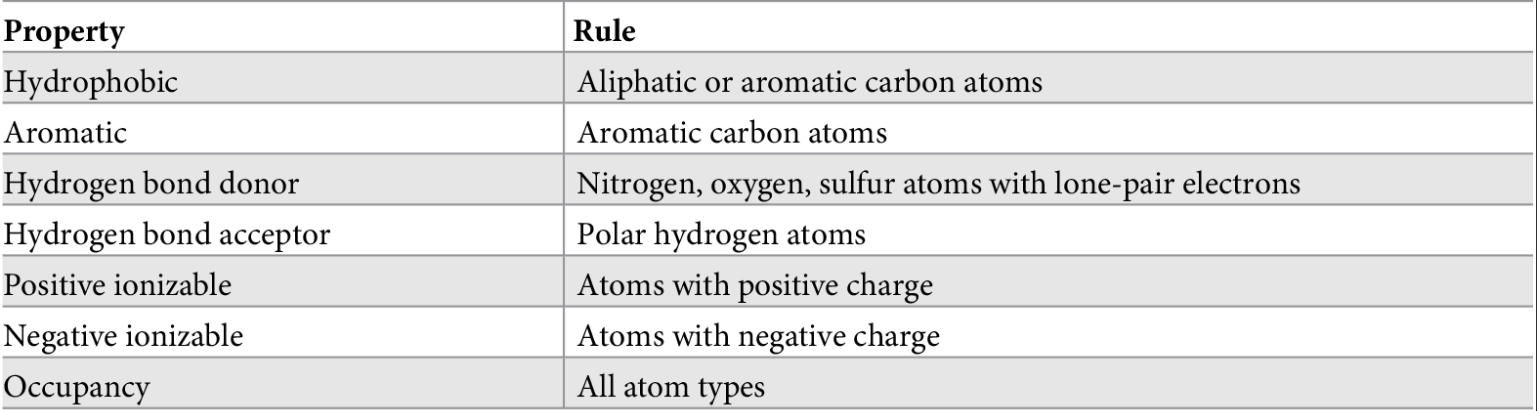 Property Rule
Hydrophobic Aliphatic or aromatic carbon atoms
Aromatic Aromatic carbon atoms
Hydrogen bond donor Nitrogen, oxygen, sulfur atoms with lone-pair electrons
Hydrogen bond acceptor Polar hydrogen atoms
Positive ionizable Atoms with positive charge
Negative ionizable Atoms with negative charge
Occupancy All atom types